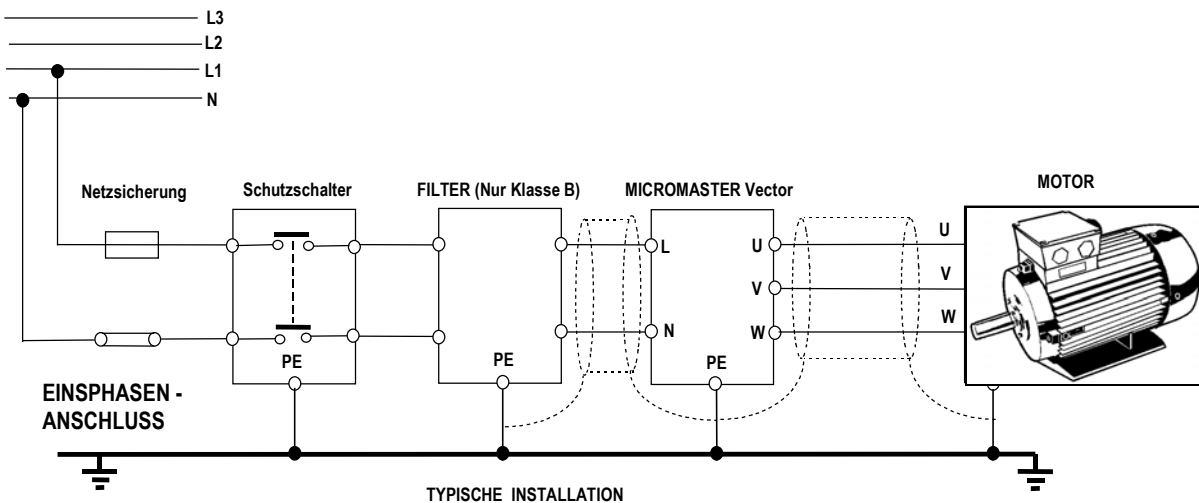 L3
L2
L1
N
Netzsicherung
Schutzschalter
FILTER (Nur Klasse B)
MICROMASTER Vector
MOTOR
L
U
U
V
V
N
W
W
PE
PE
PE
EINSPHASEN -
ANSCHLUSS
TYPISCHE INSTALLATION